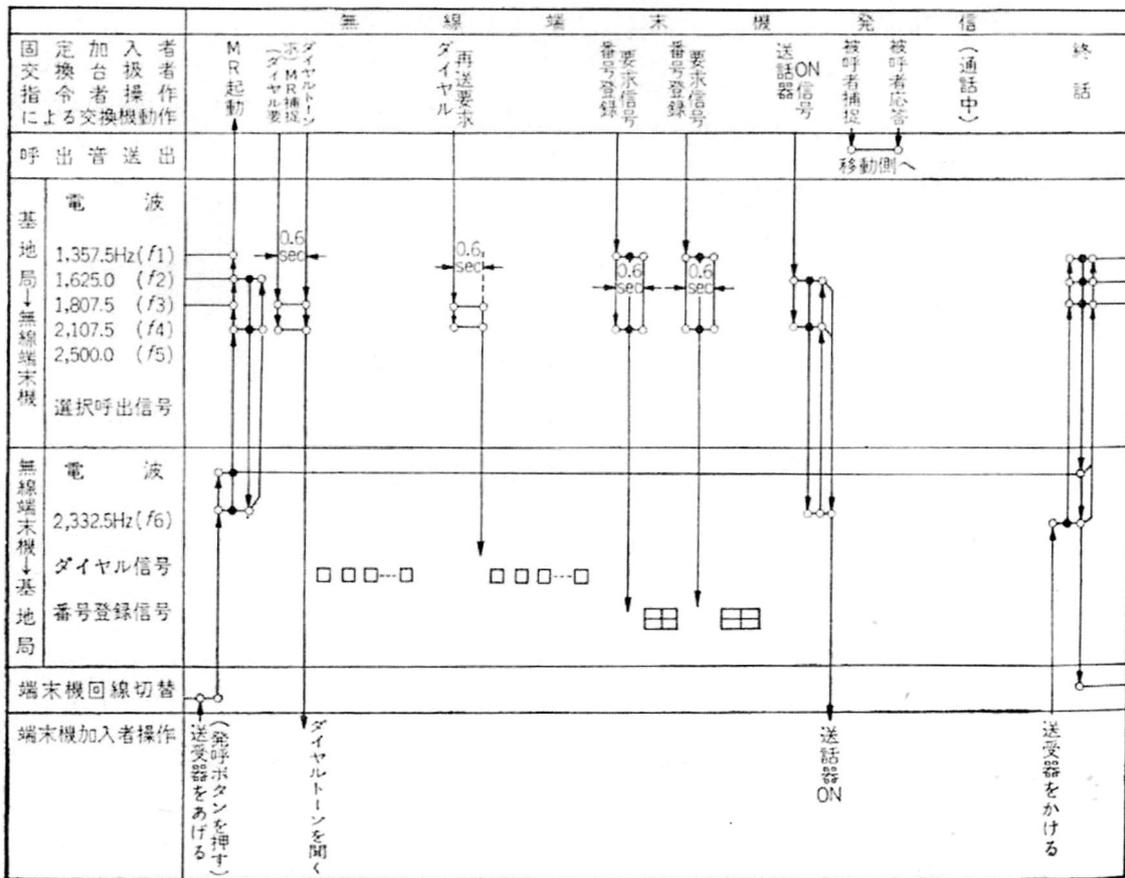 無線端末機発信
固定加入者
交換台扱者
指令者操作
による交換機動作
MR起動
(ダイヤル要
求)MR捕捉
ダイヤルトーン
ダイヤル
再送要求
番号登録
要求信号
番号登録
要求信号
送話器
ON信号
被呼者捕捉
被呼者応答
(通話中)
終話
呼出音送出
移動側へ
基地局→無線端末機
電波
1,357.5Hz(f1)
1,625.0 (f2)
1,807.5 (f3)
2,107.5 (f4)
2,500.0 (f5)
選択呼出信号
0.6
sec
0.6
sec
0.6
sec
0.6
sec
無線端末機→基地局
電波
2,332.5Hz(f6)
ダイヤル信号
番号登録信号
端末機回線切替
端末機加入者操作
(発呼ボタンを押す)
送受器をあげる
ダイヤルトーンを聞く
送話器ON
送受器をかける